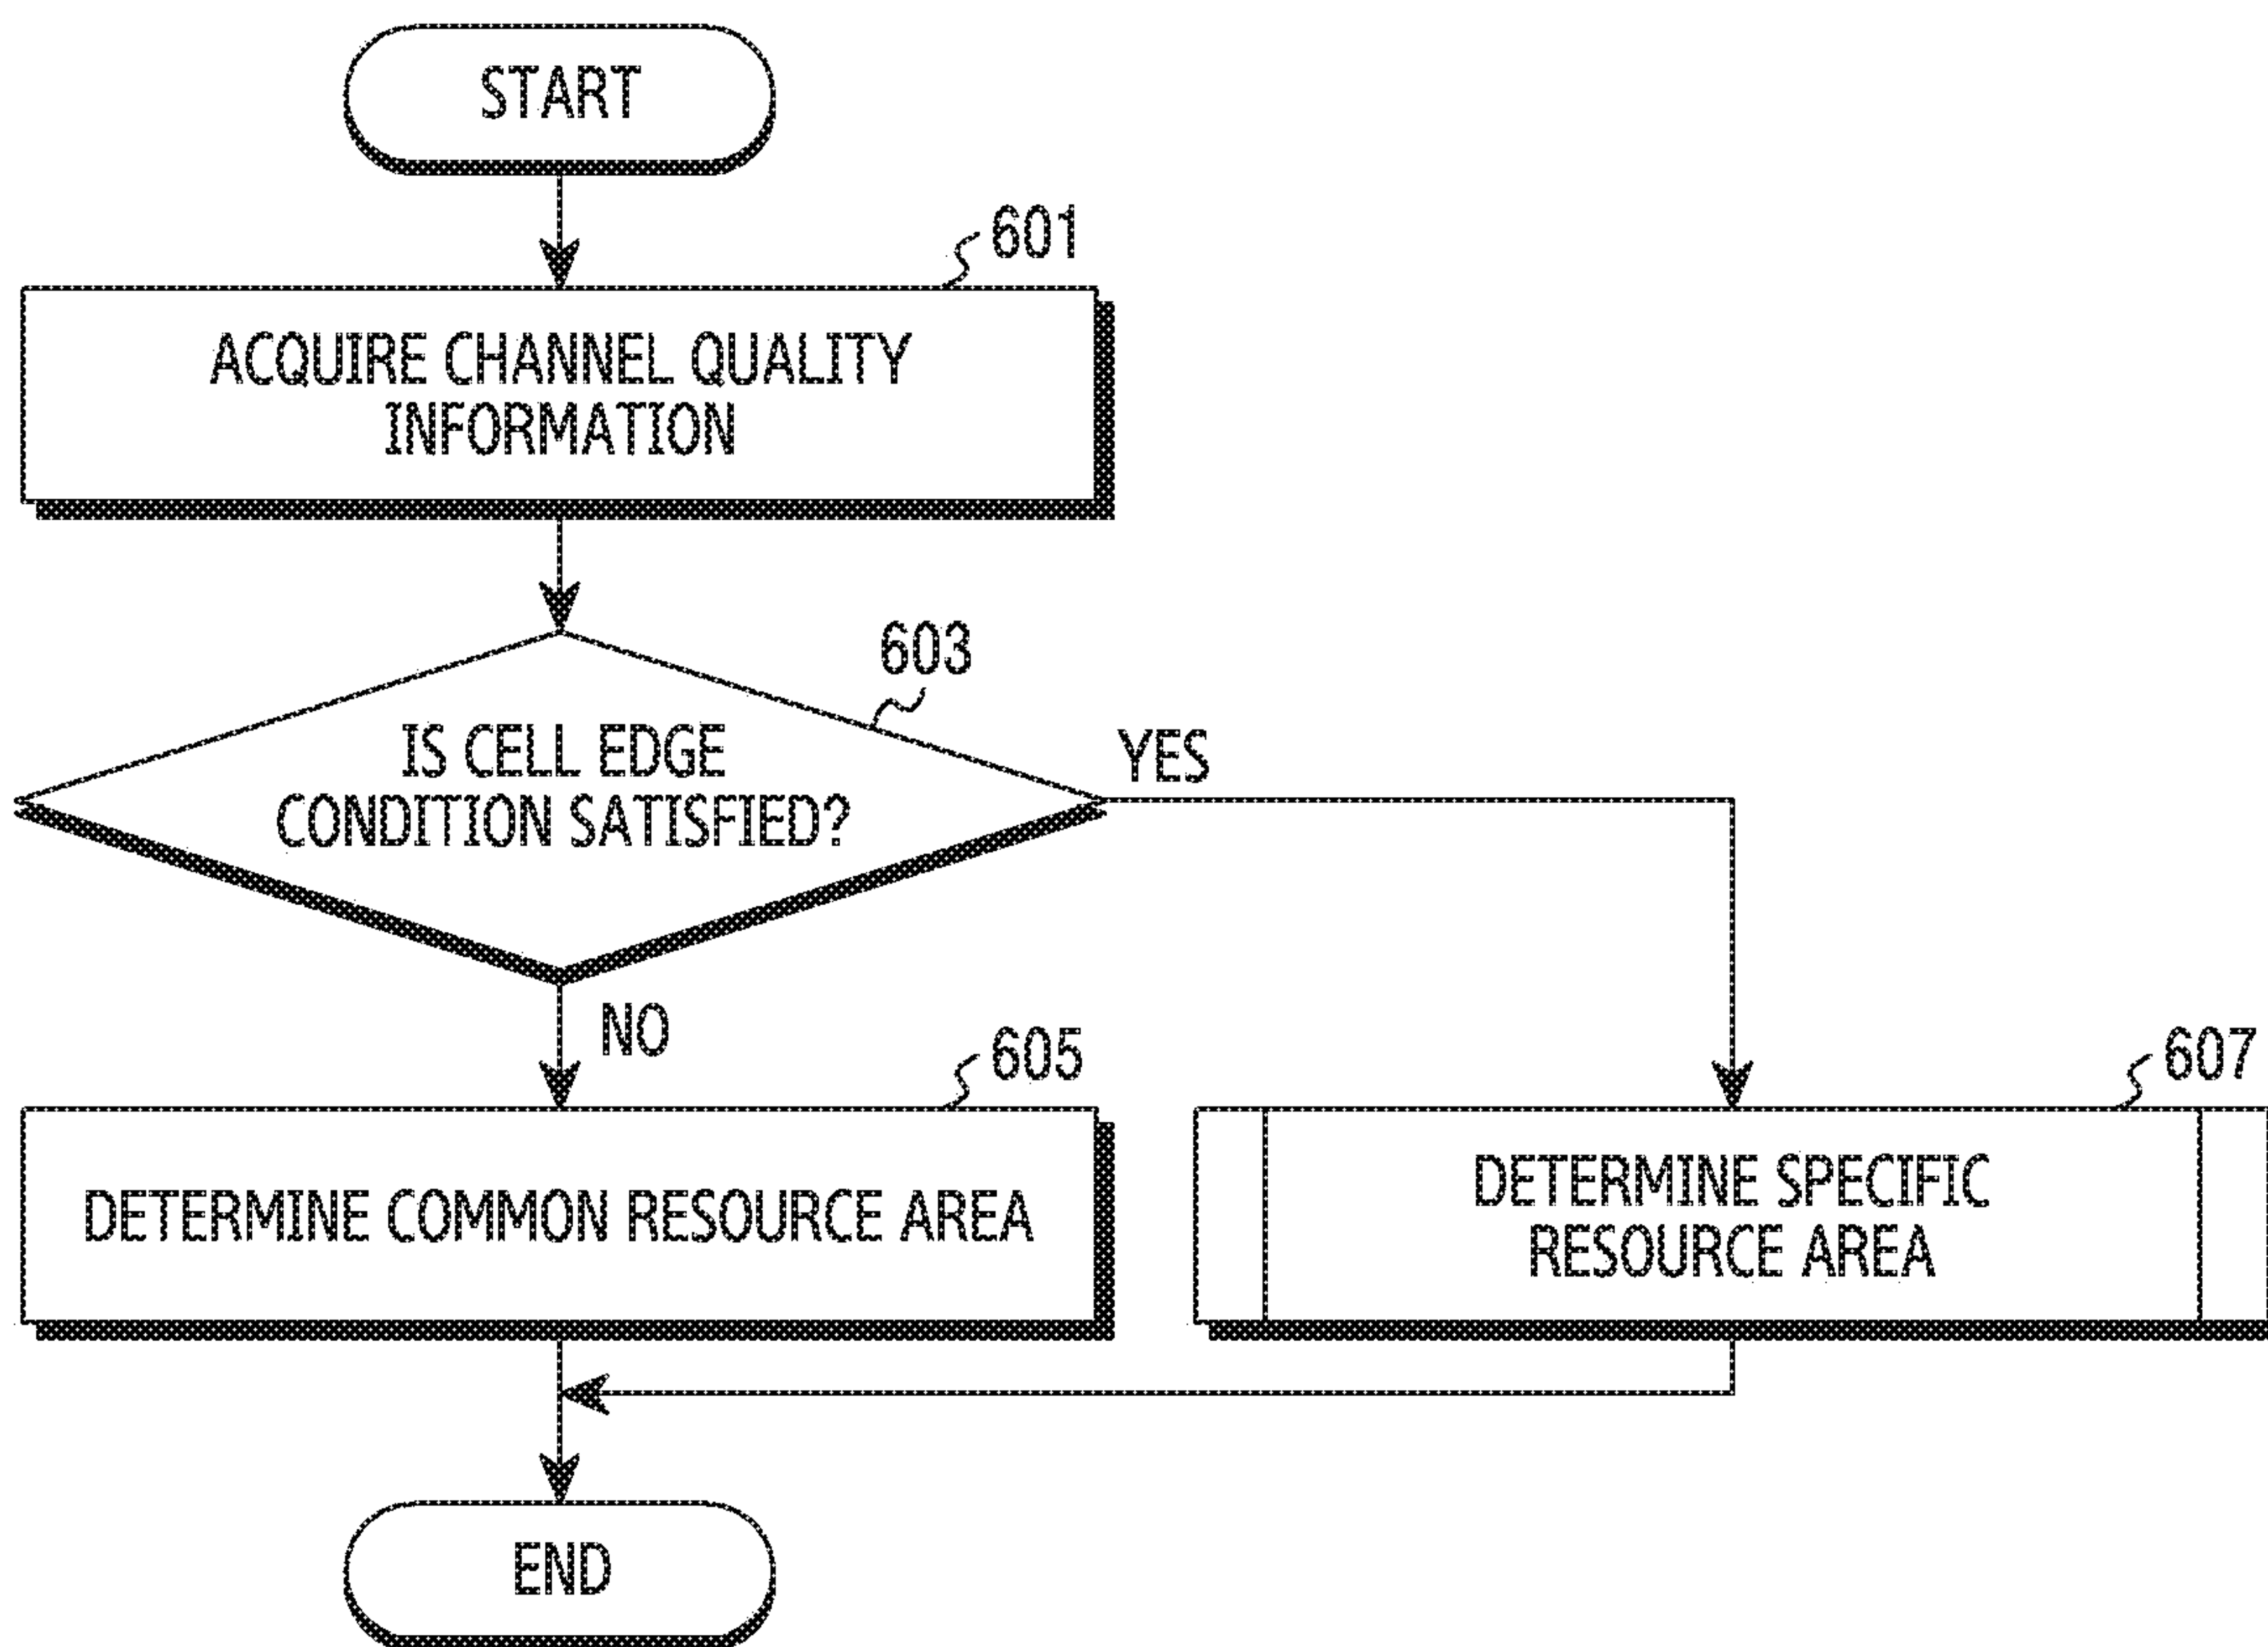 START
601
ACQUIRE CHANNEL QUALITY
INFORMATION
603
IS CELL EDGE
CONDITION SATISFIED?
YES
NO
605
607
DETERMINE COMMON RESOURCE AREA
DETERMINE SPECIFIC
RESOURCE AREA
END